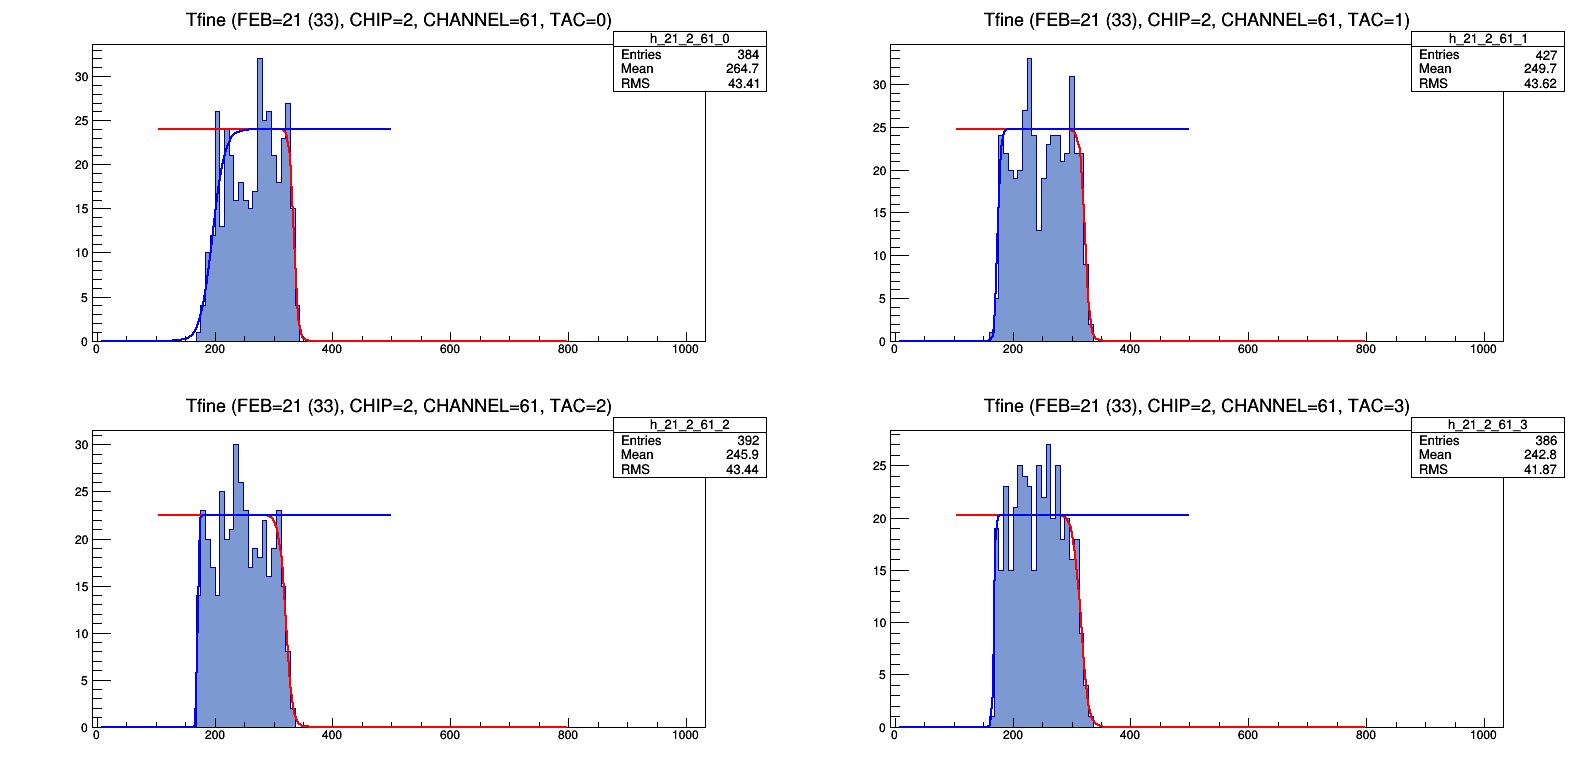 Tfine (FEB=21 (33), CHIP=2, CHANNEL=61, TAC=0)
h_21_2_61_0
Entries 384
Mean 264.7
RMS 43.41
30
25
20
15
10
5
0
0 200 400 600 800 1000
Tfine (FEB=21 (33), CHIP=2, CHANNEL=61, TAC=1)
h_21_2_61_1
Entries 427
Mean 249.7
RMS 43.62
30
25
20
15
10
5
0
0 200 400 600 800 1000
Tfine (FEB=21 (33), CHIP=2, CHANNEL=61, TAC=2)
h_21_2_61_2
Entries 392
Mean 245.9
RMS 43.44
30
25
20
15
10
5
0
0 200 400 600 800 1000
Tfine (FEB=21 (33), CHIP=2, CHANNEL=61, TAC=3)
h_21_2_61_3
Entries 386
Mean 242.8
RMS 41.87
25
20
15
10
5
0
0 200 400 600 800 1000